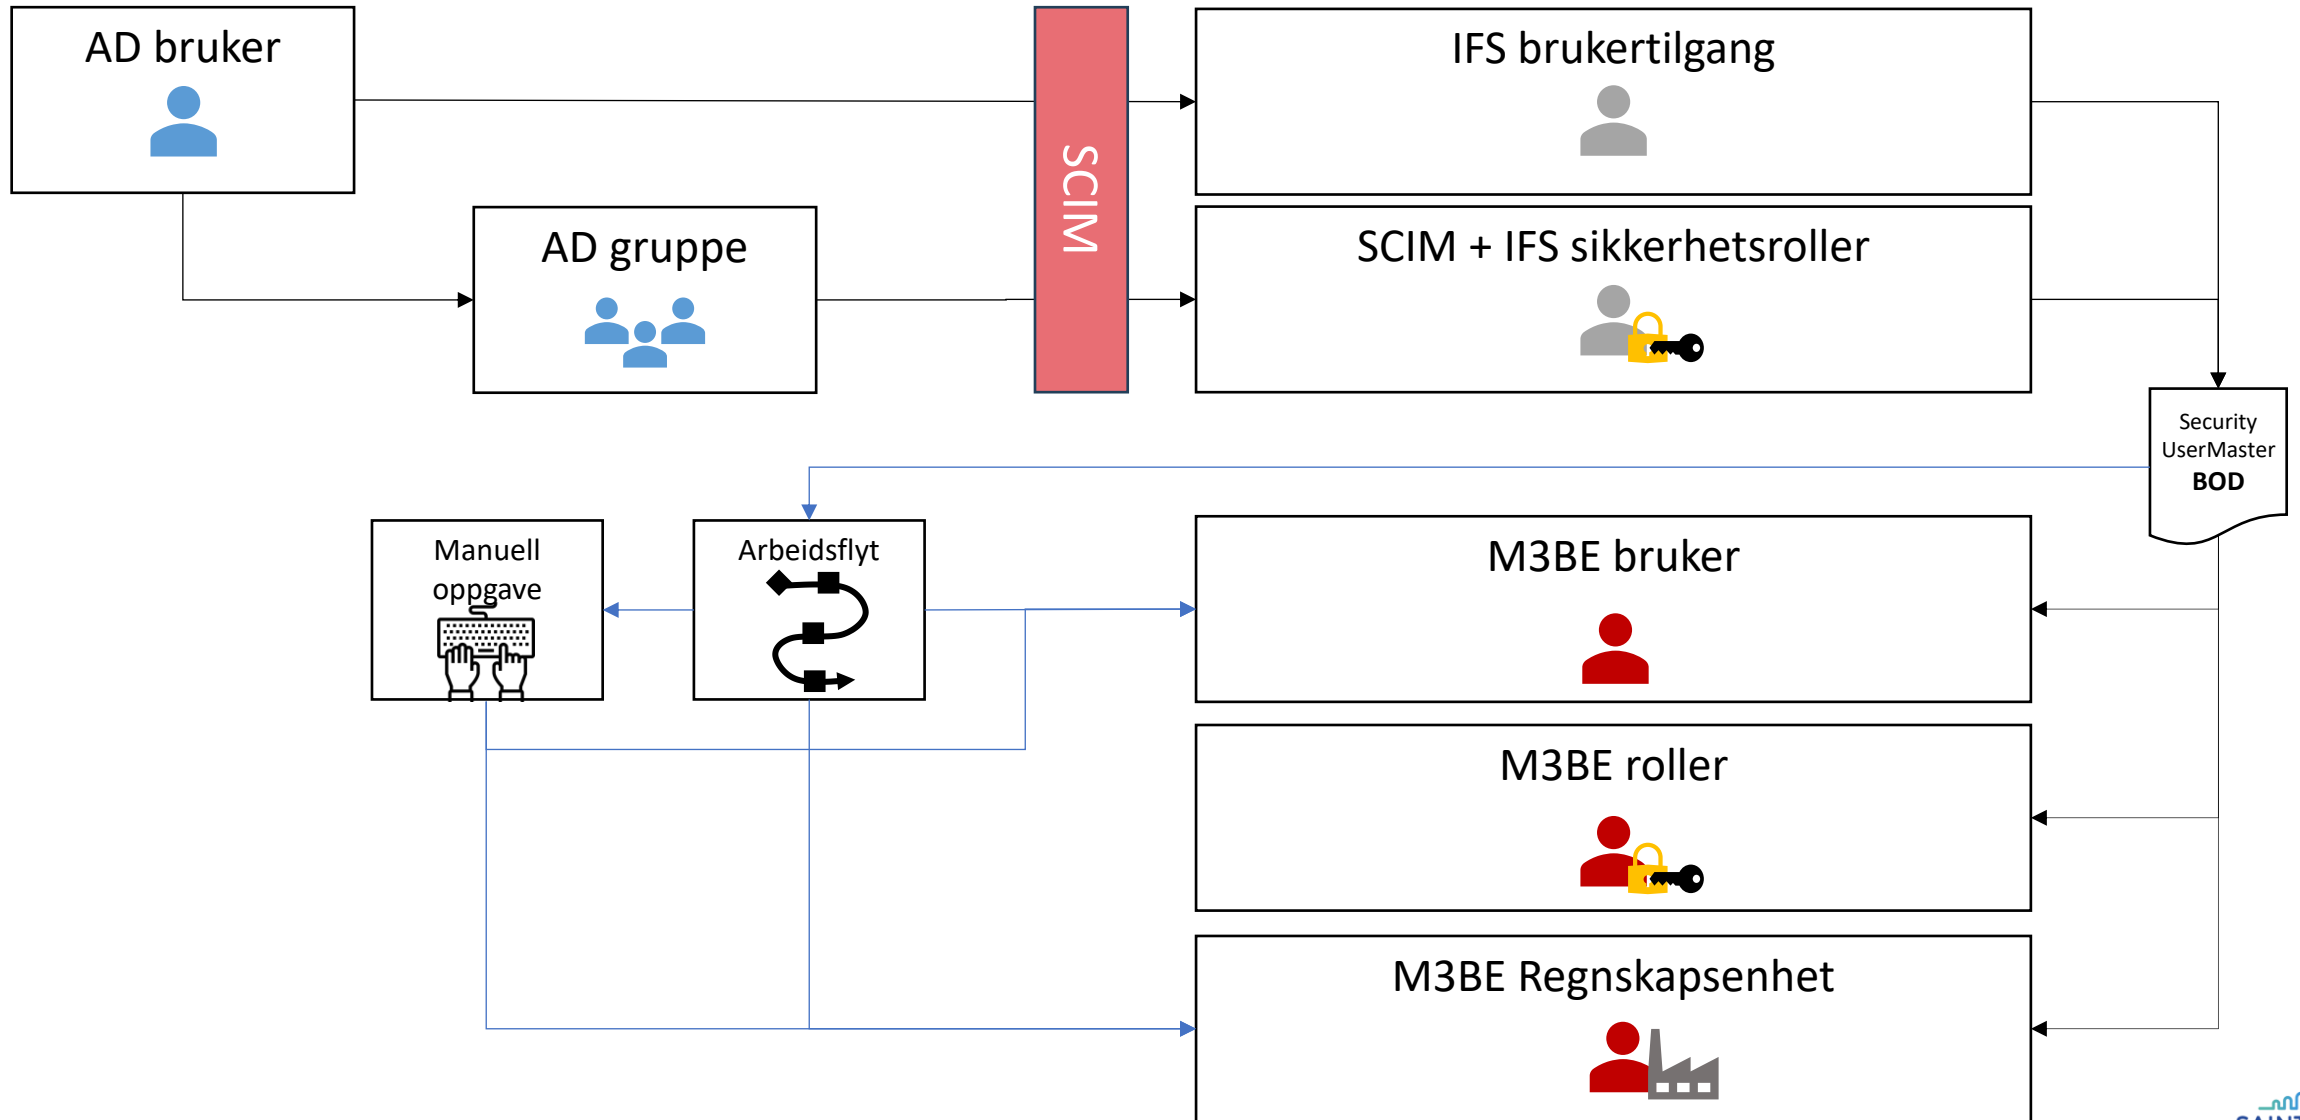 AD bruker
IFS brukertilgang
SCIM
AD gruppe
SCIM + IFS sikkerhetsroller
Security
UserMaster
BOD
Manuell
oppgave
Arbeidsflyt
M3BE bruker
M3BE roller
M3BE Regnskapsenhet